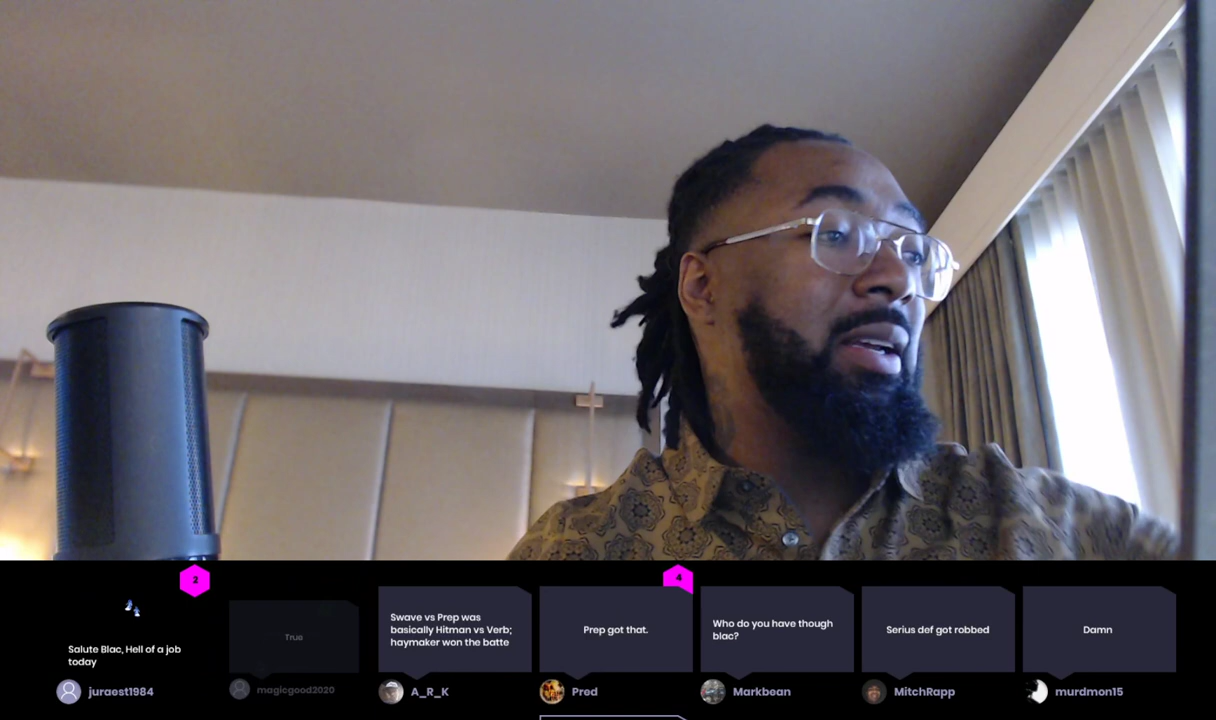 2
4
Salute Blac, Hell of a job
today
juraest1984
True
magicgood2020
Swave vs Prep was
basically Hitman vs Verb;
haymaker won the batte
A_R_K
Prep got that.
Pred
Who do you have though
blac?
Markbean
Serius def got robbed
MitchRapp
Damn
murdmon15